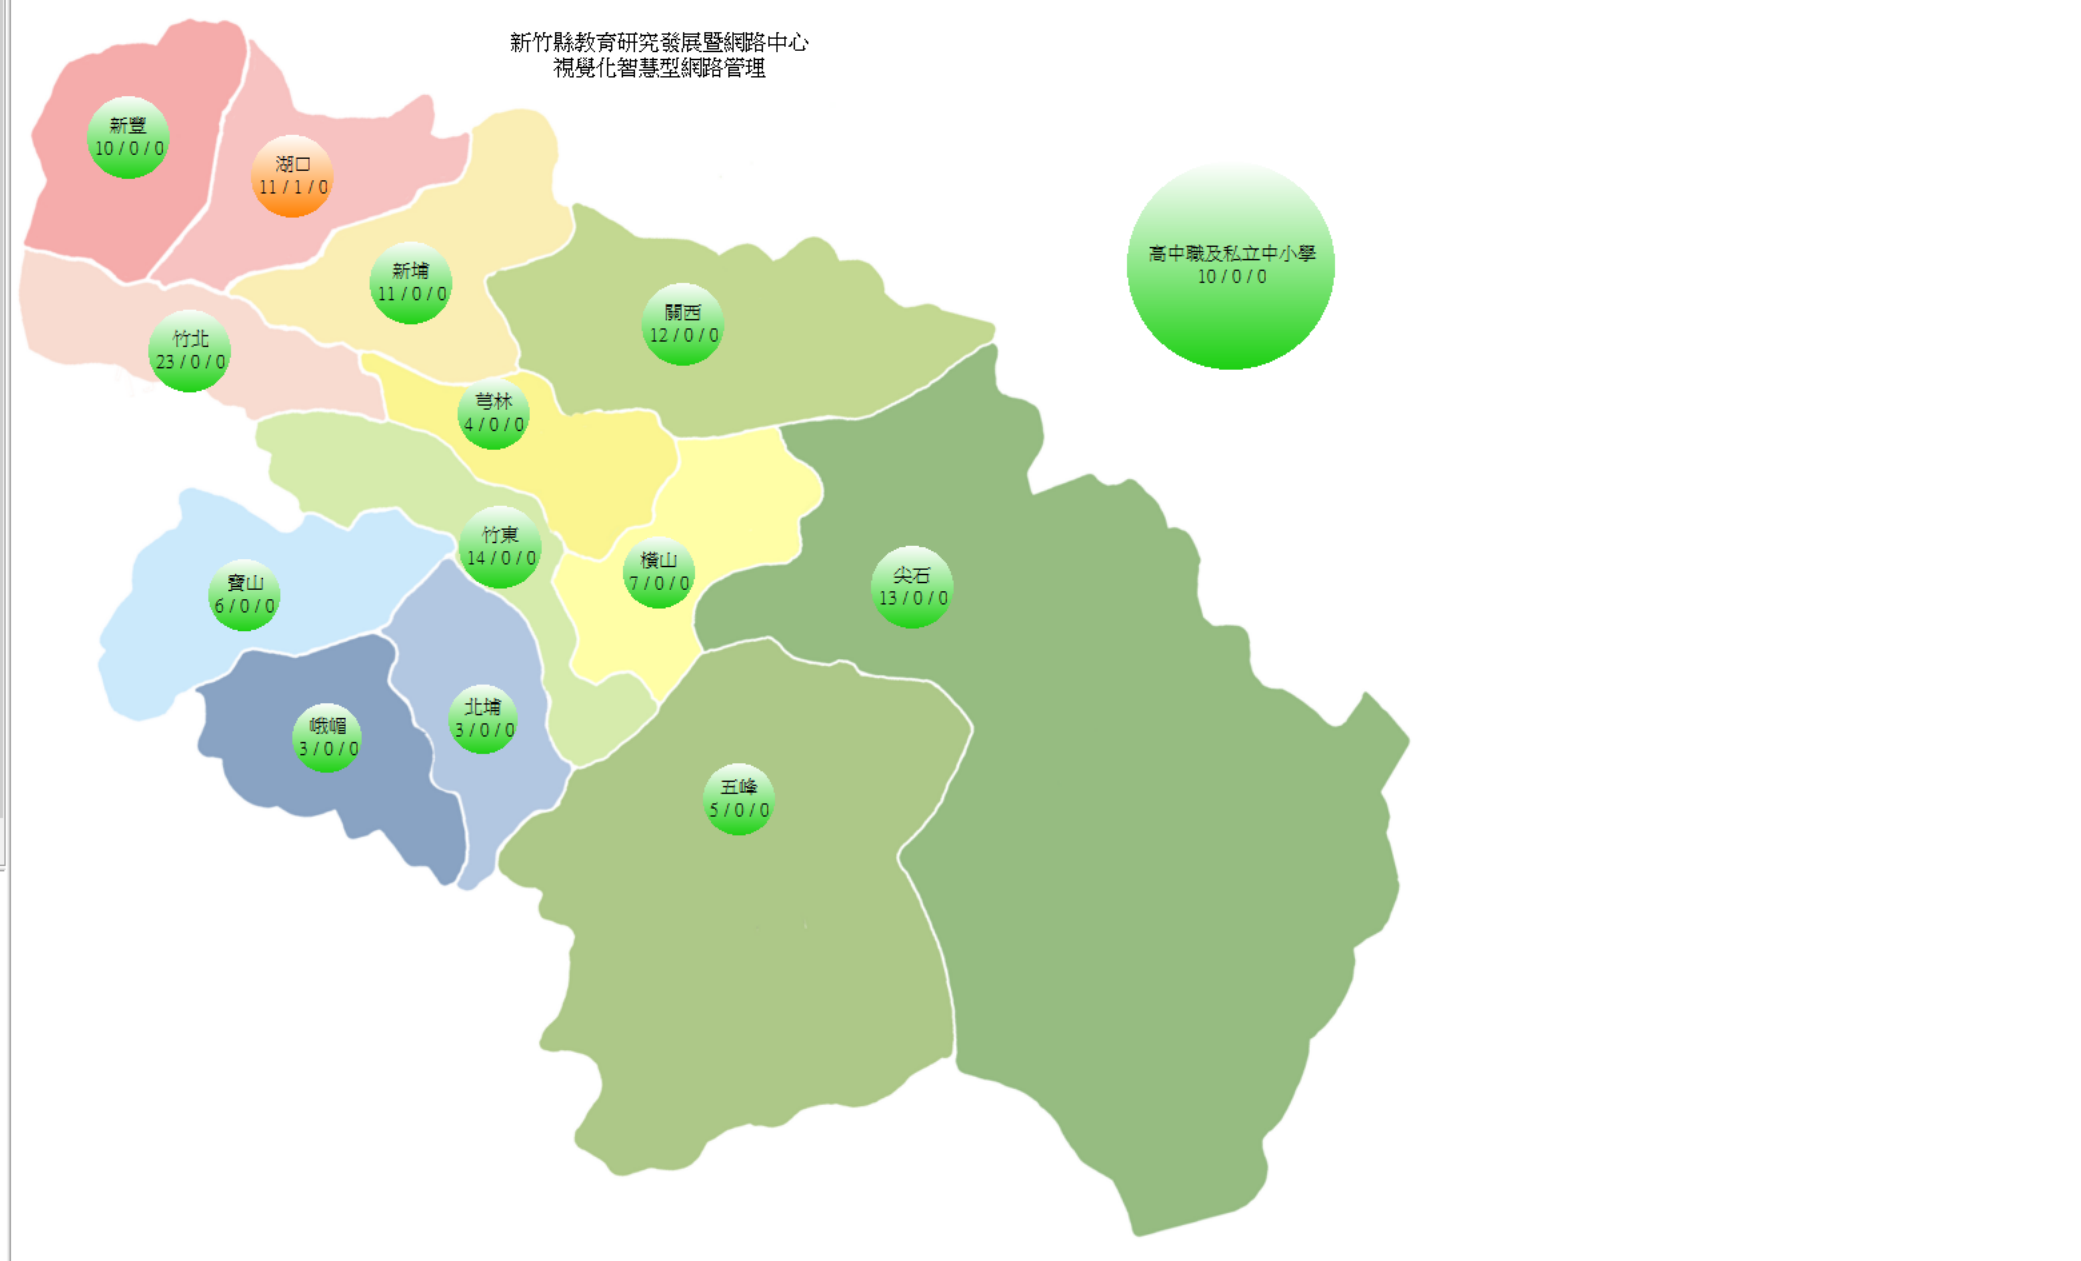 新竹縣教育研究發展暨網路中心
視覺化智慧型網路管理
新豐
10 / 0 / 0
湖口
11 / 1 / 0
高中職及私立中小學
10 / 0 / 0
新埔
11 / 0 / 0
關西
12 / 0 / 0
竹北
23 / 0 / 0
芎林
4 / 0 / 0
竹東
14 / 0 / 0
橫山
7 / 0 / 0
尖石
13 / 0 / 0
寶山
6 / 0 / 0
北埔
3 / 0 / 0
峨嵋
3 / 0 / 0
五峰
5 / 0 / 0